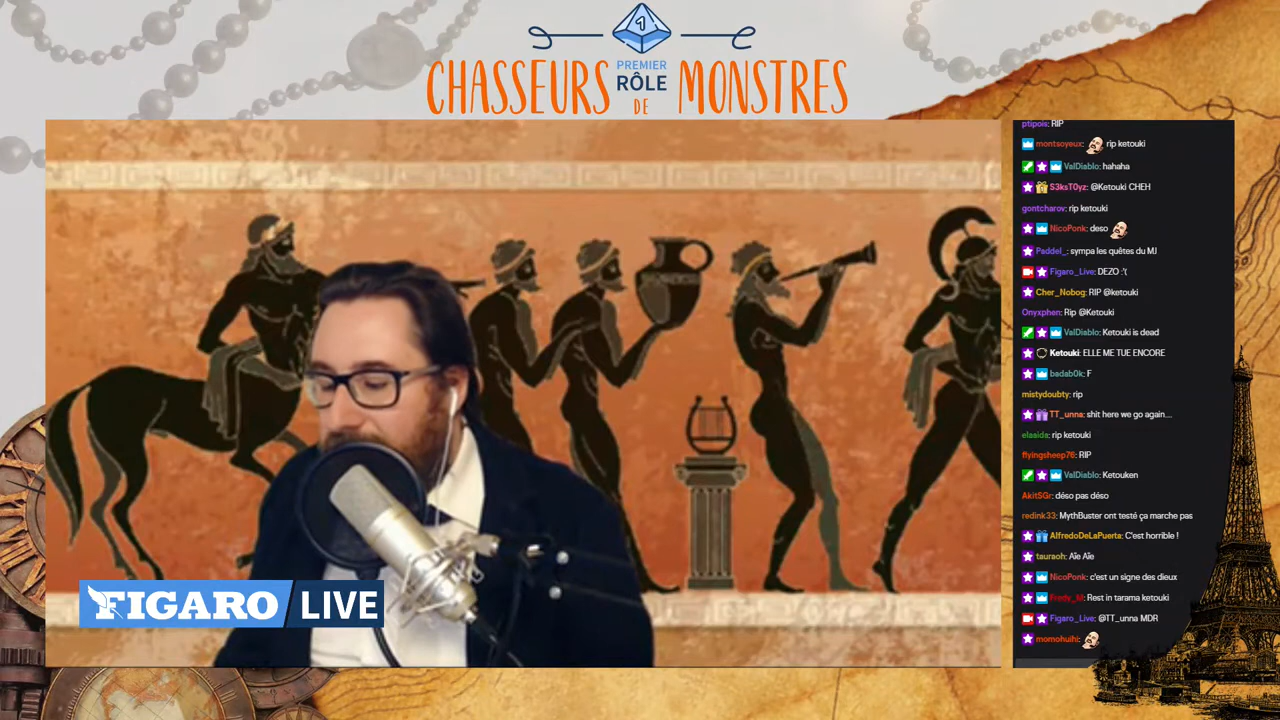 1
PREMIER
RÔLE
CHASSEURS DE MONSTRES
ptipois: RIP
montsoyeux: rip ketouki
ValDiablo: hahaha
S3ksT0yz: @Ketouki CHEH
gontcharov: rip ketouki
NicoPonk: deso
Paddel_: sympa les quêtes du MJ
Figaro_Live: DEZO :'(
Cher_Nobog: RIP @ketouki
Onyxphen: Rip @Ketouki
ValDiablo: Ketouki is dead
Ketouki: ELLE ME TUE ENCORE
badab0k: F
mistydoubty: rip
TT_unna: shit here we go again...
elasida: rip ketouki
flyingsheep76: RIP
ValDiablo: Ketouken
AkitSGr: déso pas déso
redink33: MythBuster ont testé ça marche pas
AlfredoDeLaPuerta: C'est horrible !
tauraoh: Aïe Aïe
NicoPonk: c'est un signe des dieux
Rest in tarama ketouki
Figaro_Live: @TT_unna MDR
momohuihi:
FIGARO LIVE